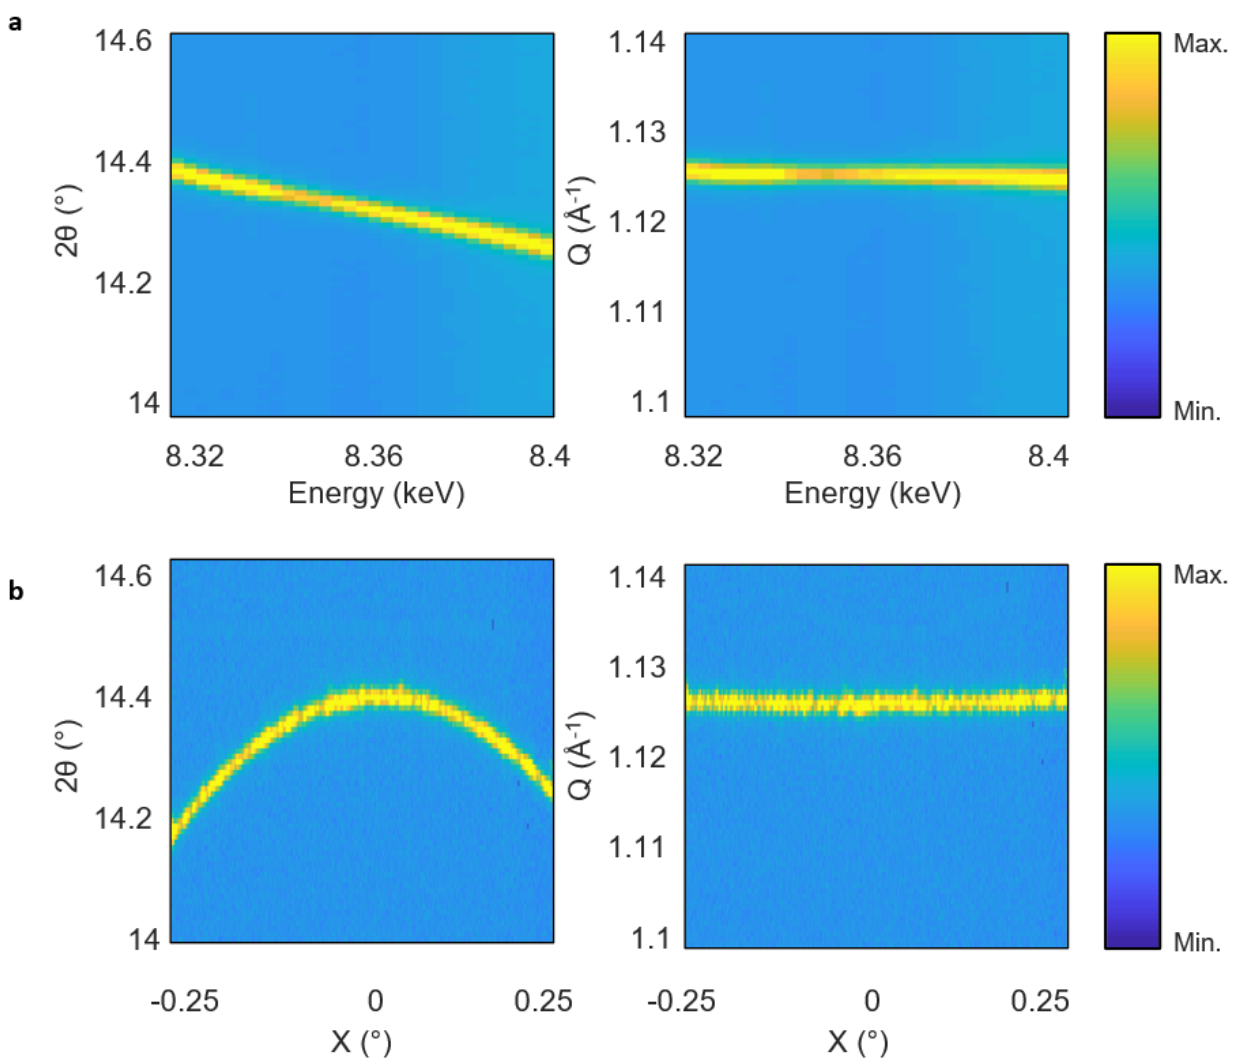 a
14.6
14.4
14.2
14
2θ (°)
8.32
8.36
8.4
Energy (keV)
1.14
1.13
1.12
1.11
1.1
Q (Å-1)
8.32
8.36
8.4
Energy (keV)
Max.
Min.
b
14.6
14.4
14.2
14
2θ (°)
-0.25
0
0.25
X (°)
1.14
1.13
1.12
1.11
1.1
Q (Å-1)
-0.25
0
0.25
X (°)
Max.
Min.